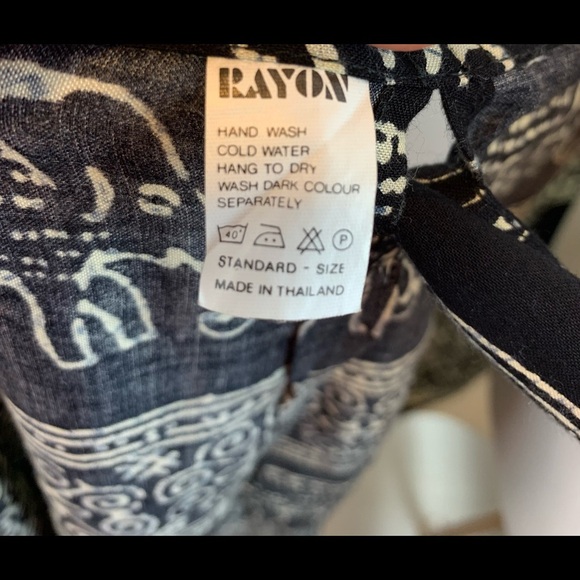 RAYON
HAND WASH
COLD WATER
HANG TO DRY
WASH DARK COLOUR
SEPARATELY
40° P
STANDARD - SIZE
MADE IN THAILAND